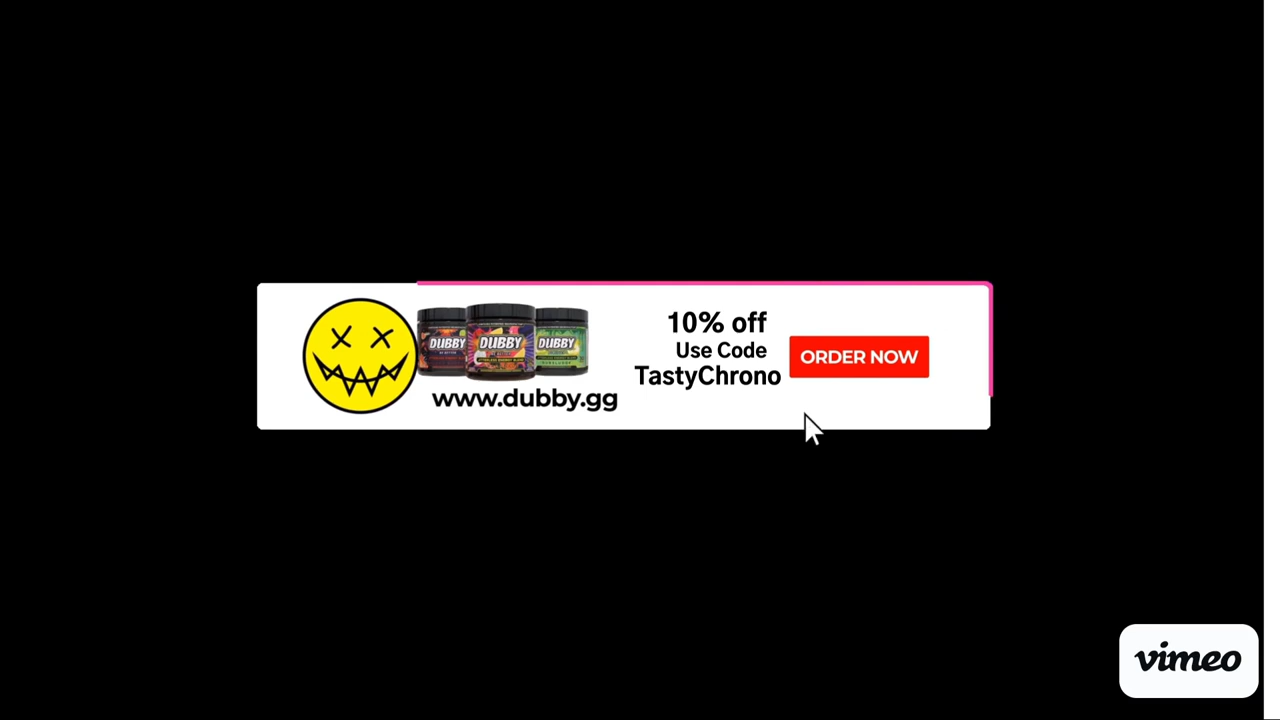 DUBBY
DUBBY
DUBBY
www.dubby.gg
10% off
Use Code
TastyChrono
ORDER NOW
vimeo